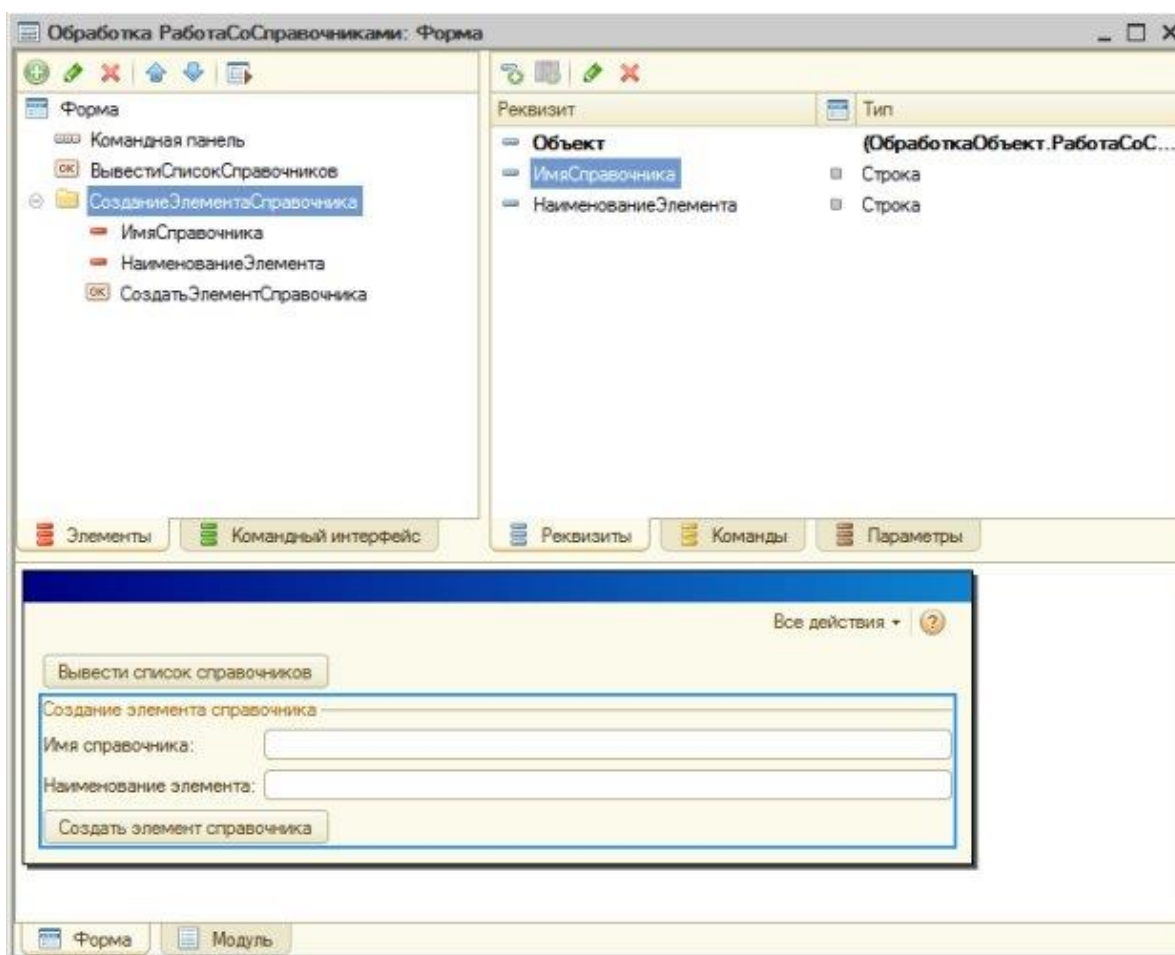 Обработка РаботаСоСправочниками: Форма
Форма
Командная панель
OK ВывестиСписокСправочников
СозданиеЭлементаСправочника
ИмяСправочника
НаименованиеЭлемента
OK СоздатьЭлементСправочника
Реквизит Тип
Объект (ОбработкаОбъект.РаботаСоС...
ИмяСправочника Строка
НаименованиеЭлемента Строка
Элементы Командный интерфейс
Реквизиты Команды Параметры
Все действия ?
Вывести список справочников
Создание элемента справочника
Имя справочника:
Наименование элемента:
Создать элемент справочника
Форма Модуль